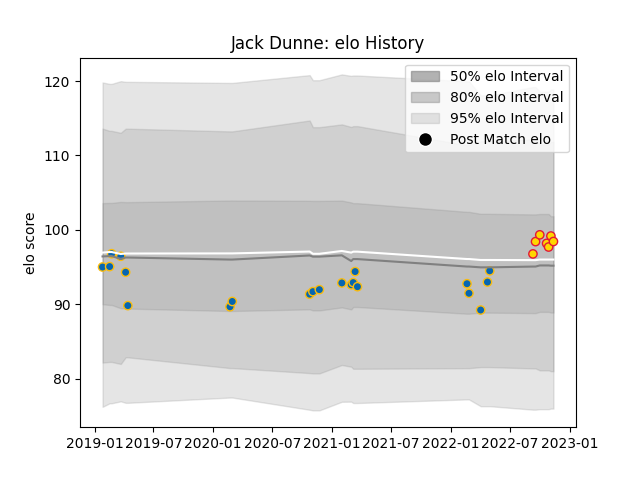 Jack Dunne: elo History
120
110
100
90
80
elo score
50% elo Interval
80% elo Interval
95% elo Interval
Post Match elo
2019-01 2019-07 2020-01 2020-07 2021-01 2021-07 2022-01 2022-07 2023-01